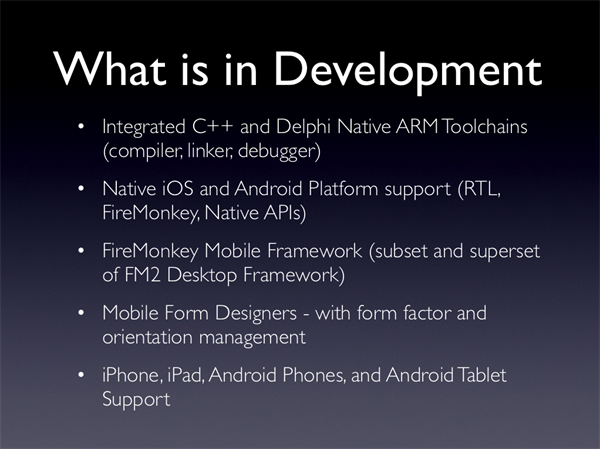 What is in Development
• Integrated C++ and Delphi Native ARM Toolchains
(compiler, linker, debugger)
• Native iOS and Android Platform support (RTL,
FireMonkey, Native APIs)
• FireMonkey Mobile Framework (subset and superset
of FM2 Desktop Framework)
• Mobile Form Designers - with form factor and
orientation management
• iPhone, iPad, Android Phones, and Android Tablet
Support